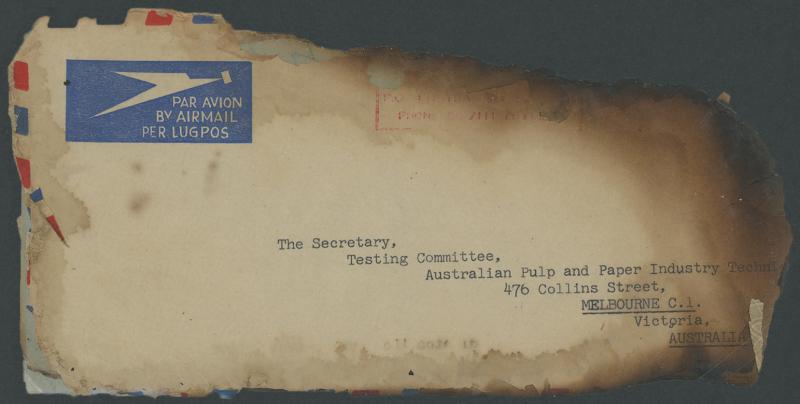 PAR AVION
BY AIRMAIL
PER LUGPOS
The Secretary,
Testing Committee,
Australian Pulp and Paper Industry Techni
476 Collins Street,
MELBOURNE C.1.
Victoria,
AUSTRALIA